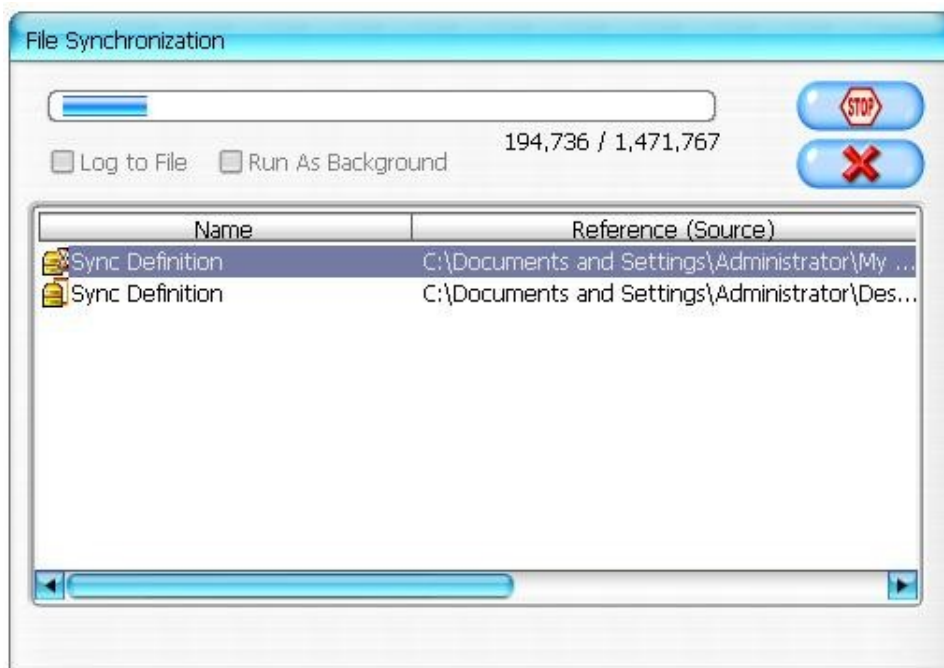 File Synchronization
STOP
194,736 / 1,471,767
Log to File Run As Background
Name Reference (Source)
Sync Definition C:\Documents and Settings\Administrator\My ...
Sync Definition C:\Documents and Settings\Administrator\Des...